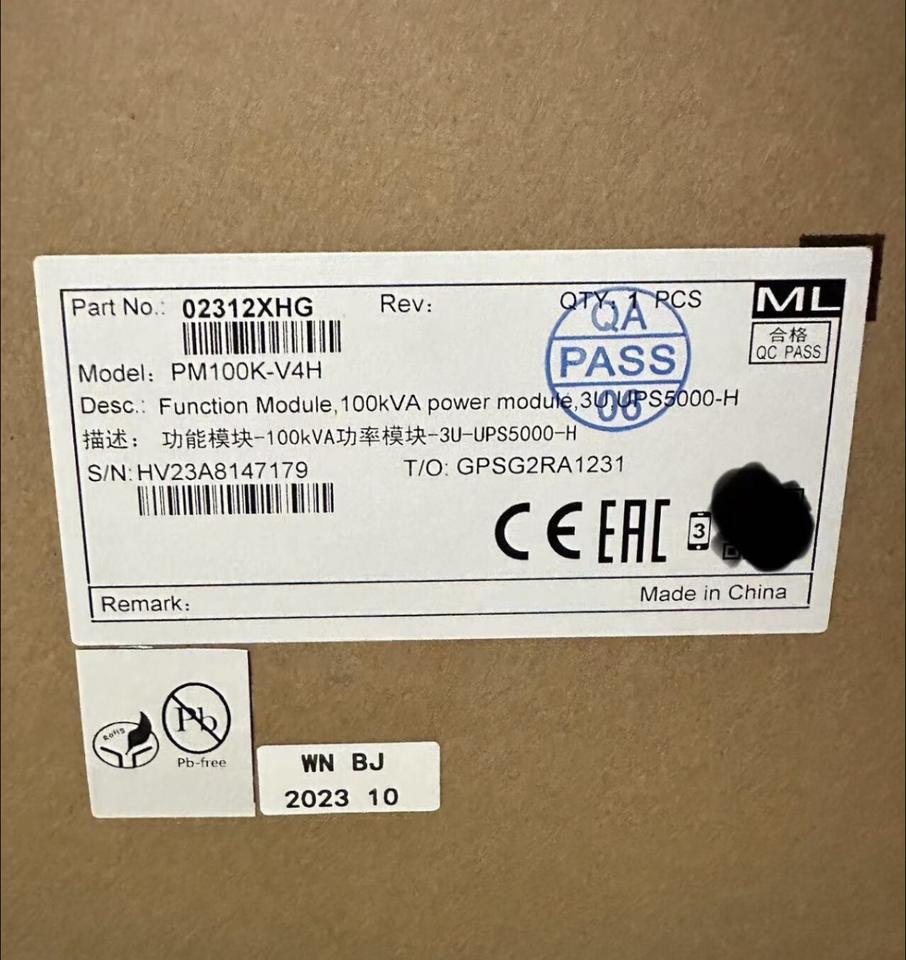 Part No.: 02312XHG Rev: QTY: 1 PCS ML
合格
QC PASS
QA
PASS
06
Model: PM100K-V4H
Desc.: Function Module,100kVA power module,3U,UPS5000-H
描述: 功能模块-100kVA功率模块-3U-UPS5000-H
S/N: HV23A8147179 T/O: GPSG2RA1231
CE EAC 3
Remark: Made in China
RoHS Pb
Pb-free
WN BJ
2023 10